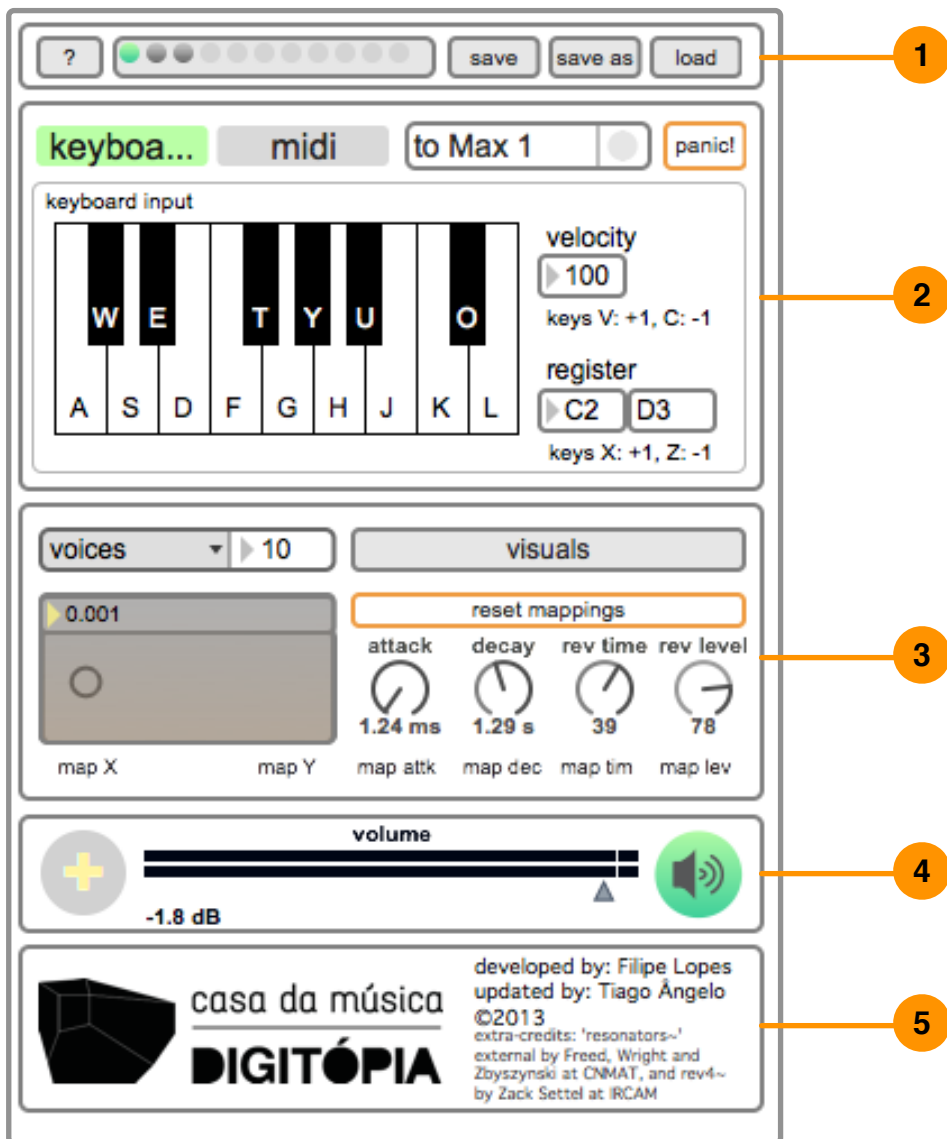 ? save save as load
1
keyboa... midi to Max 1 panic!
keyboard input
velocity
100
keys V: +1, C: -1
W E T Y U O
A S D F G H J K L
register
C2 D3
keys X: +1, Z: -1
2
voices 10 visuals
0.001
reset mappings
attack decay rev time rev level
1.24 ms 1.29 s 39 78
map X map Y map attk map dec map tim map lev
3
volume
-1.8 dB
4
casa da música
DIGITÓPIA
developed by: Filipe Lopes
updated by: Tiago Ângelo
©2013
extra-credits: 'resonators~'
external by Freed, Wright and
Zbyszynski at CNMAT, and rev4~
by Zack Settel at IRCAM
5